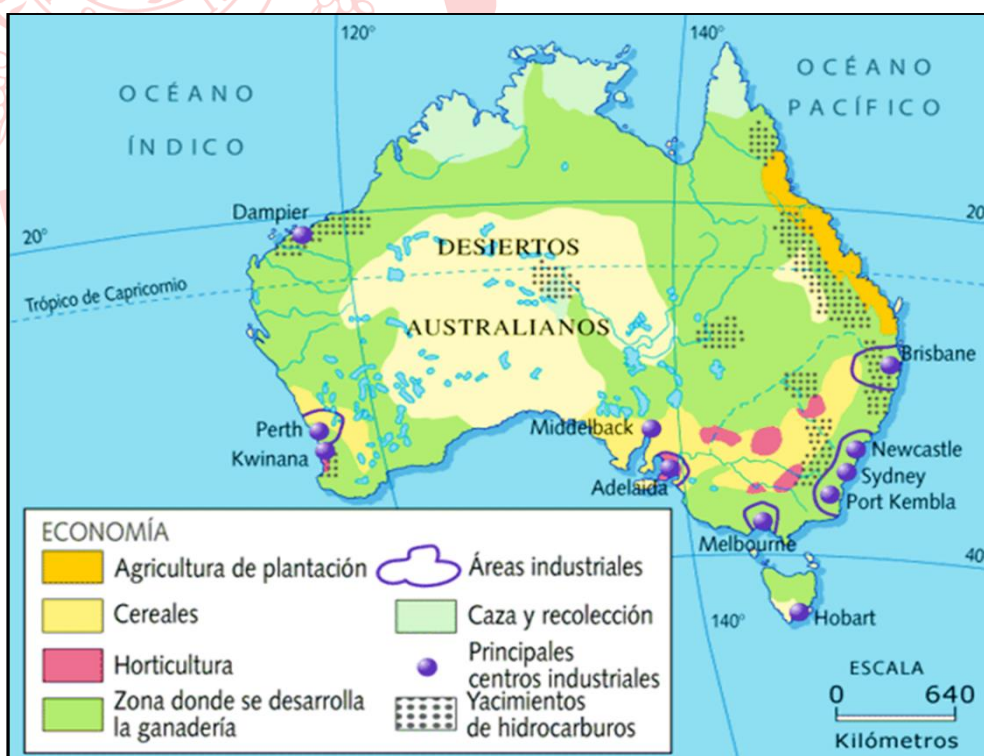 120°
140°
OCÉANO
ÍNDICO
OCÉANO
PACÍFICO
Dampier
20°
20°
DESIERTOS
Trópico de Capricornio
AUSTRALIANOS
Brisbane
Perth
Middelback
Kwinana
Newcastle
Sydney
Adelaida
Port Kembla
Melbourne
40°
140°
Hobart
ECONOMÍA
Agricultura de plantación
Cereales
Horticultura
Zona donde se desarrolla
la ganadería
Áreas industriales
Caza y recolección
Principales
centros industriales
Yacimientos
de hidrocarburos
ESCALA
0 640
Kilómetros